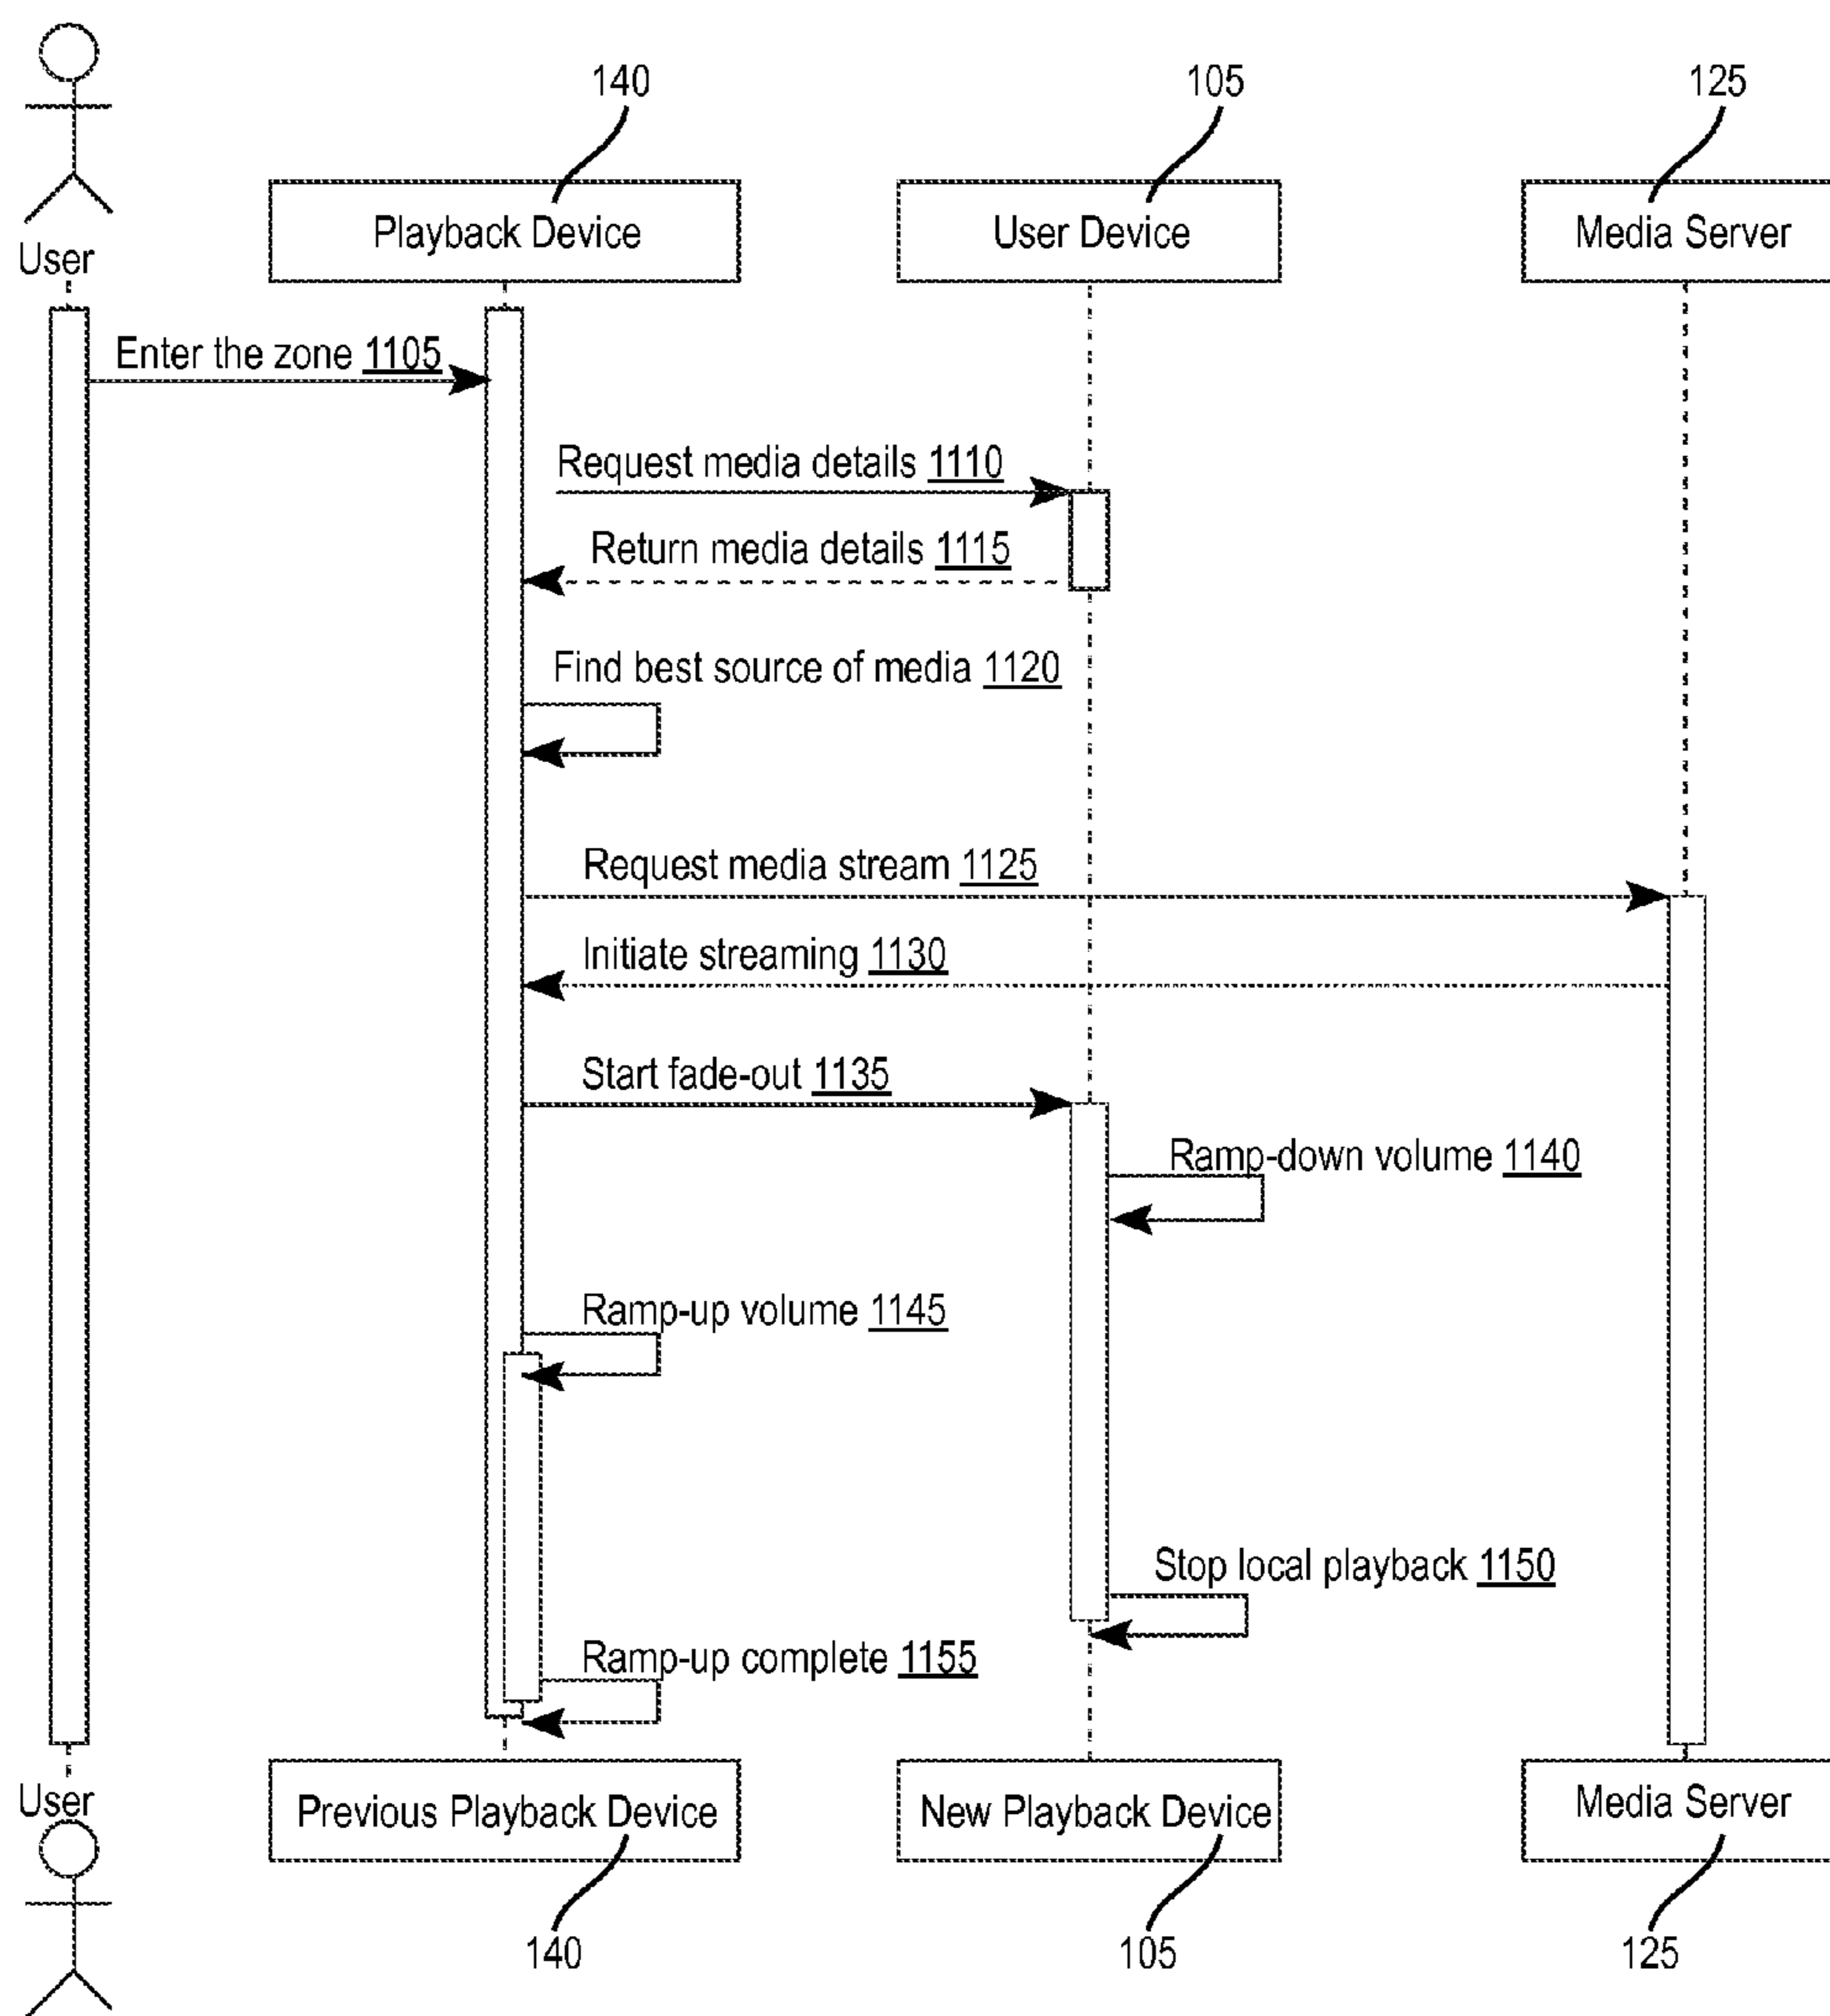 140
105
125
Playback Device
User Device
Media Server
User
Enter the zone 1105
Request media details 1110
Return media details 1115
Find best source of media 1120
Request media stream 1125
Initiate streaming 1130
Start fade-out 1135
Ramp-down volume 1140
Ramp-up volume 1145
Stop local playback 1150
Ramp-up complete 1155
User
Previous Playback Device
New Playback Device
Media Server
140
105
125